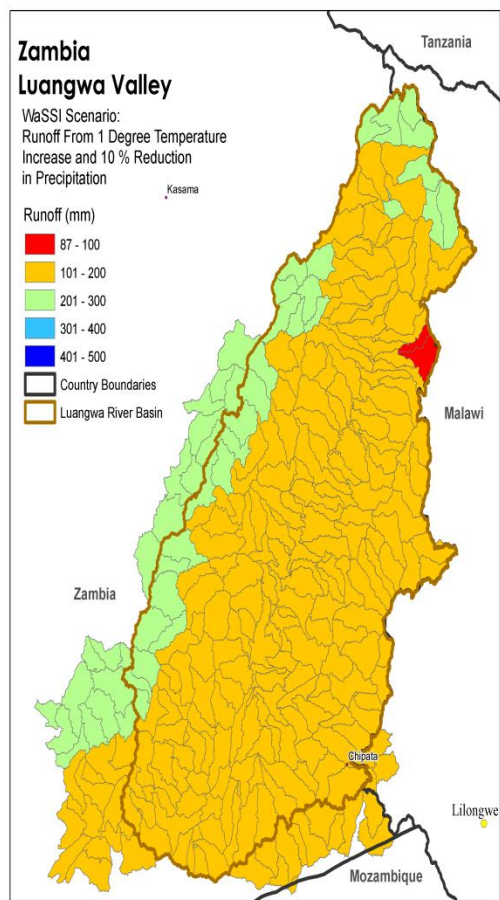 Zambia
Luangwa Valley
WaSSI Scenario:
Runoff From 1 Degree Temperature
Increase and 10 % Reduction
in Precipitation
Runoff (mm)
87 - 100
101 - 200
201 - 300
301 - 400
401 - 500
Country Boundaries
Luangwa River Basin
Tanzania
Kasama
Malawi
Zambia
Chipata
Lilongwe
Mozambique